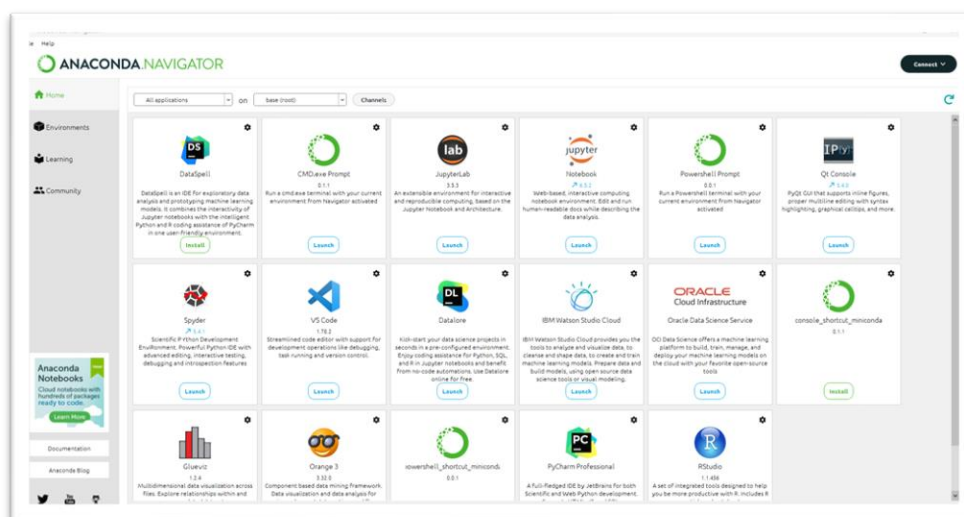 Help
ANACONDA.NAVIGATOR
Connect
Home
Environments
Learning
Community
All applications
on
base (root)
Channels
DS
DataSpell
DataSpell is an IDE for exploratory data
analysis and prototyping machine learning
models. It combines the interactivity of
Jupyter notebooks with the intelligent
Python and R coding assistance of PyCharm
in one user-friendly environment.
Install
CMD.exe Prompt
0.1.1
Run a cmd.exe terminal with your current
environment from Navigator activated
Launch
lab
JupyterLab
An extensible environment for interactive
and reproducible computing, based on the
Jupyter Notebook and Architecture.
Launch
jupyter
Notebook
Web-based, interactive computing
notebook environment. Edit and run
human-readable docs while describing the
data analysis.
Launch
Powershell Prompt
0.0.1
Run a Powershell terminal with your
current environment from Navigator
activated
Launch
IP[y]:
Qt Console
PyQt GUI that supports inline figures,
proper multiline editing with syntax
highlighting, graphical calltips, and more.
Launch
Spyder
Scientific Python Development
EnviRonment. Powerful Python IDE with
advanced editing, interactive testing,
debugging and introspection features
Launch
VS Code
1.78.2
Streamlined code editor with support for
development operations like debugging,
task running and version control.
Launch
DL
Datalore
Kick-start your data science projects in
seconds in a pre-configured environment.
Enjoy coding assistance for Python, SQL,
and R in Jupyter notebooks and benefit
from no-code automations. Use Datalore
online for free.
Launch
IBM Watson Studio Cloud
IBM Watson Studio Cloud provides you the
tools to analyze and visualize data, to
cleanse and shape data, to create and train
machine learning models. Prepare data and
build models, using open source data
science tools or visual modeling.
Launch
ORACLE
Cloud Infrastructure
Oracle Data Science Service
OCI Data Science offers a machine learning
platform to build, train, manage, and
deploy your machine learning models on
the cloud with your favorite open-source
tools
Launch
console_shortcut_miniconda
0.1.1
Install
Glueviz
1.2.4
Multidimensional data visualization across
files. Explore relationships within and
Orange 3
3.32.0
Component based data mining framework.
Data visualization and data analysis for
powershell_shortcut_miniconda
0.0.1
PC
PyCharm Professional
A full-fledged IDE by JetBrains for both
Scientific and Web Python development.
R
RStudio
1.1.456
A set of integrated tools designed to help
you be more productive with R. Includes R
Anaconda
Notebooks
Cloud notebooks with
hundreds of packages
ready to code.
Learn More
Documentation
Anaconda Blog